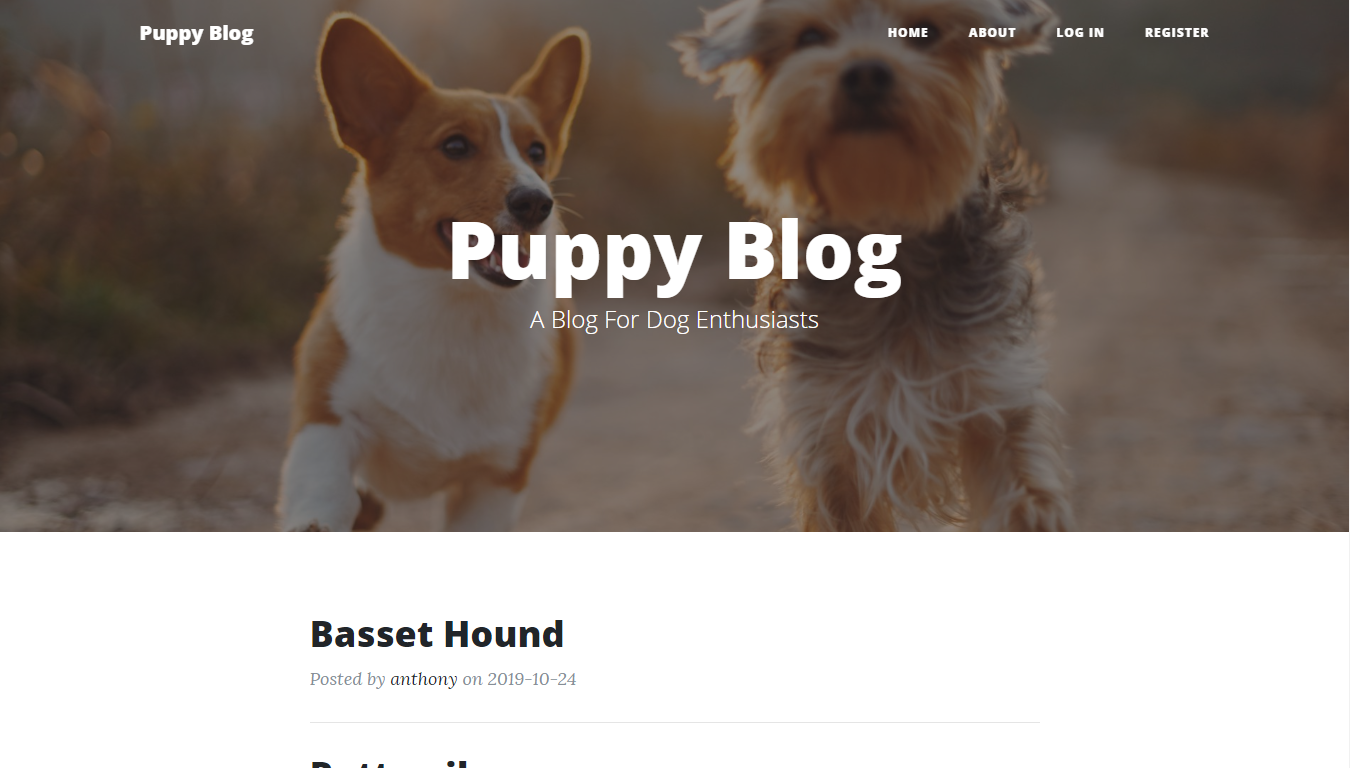 Puppy Blog
HOME ABOUT LOG IN REGISTER
Puppy Blog
A Blog For Dog Enthusiasts
Basset Hound
Posted by anthony on 2019-10-24